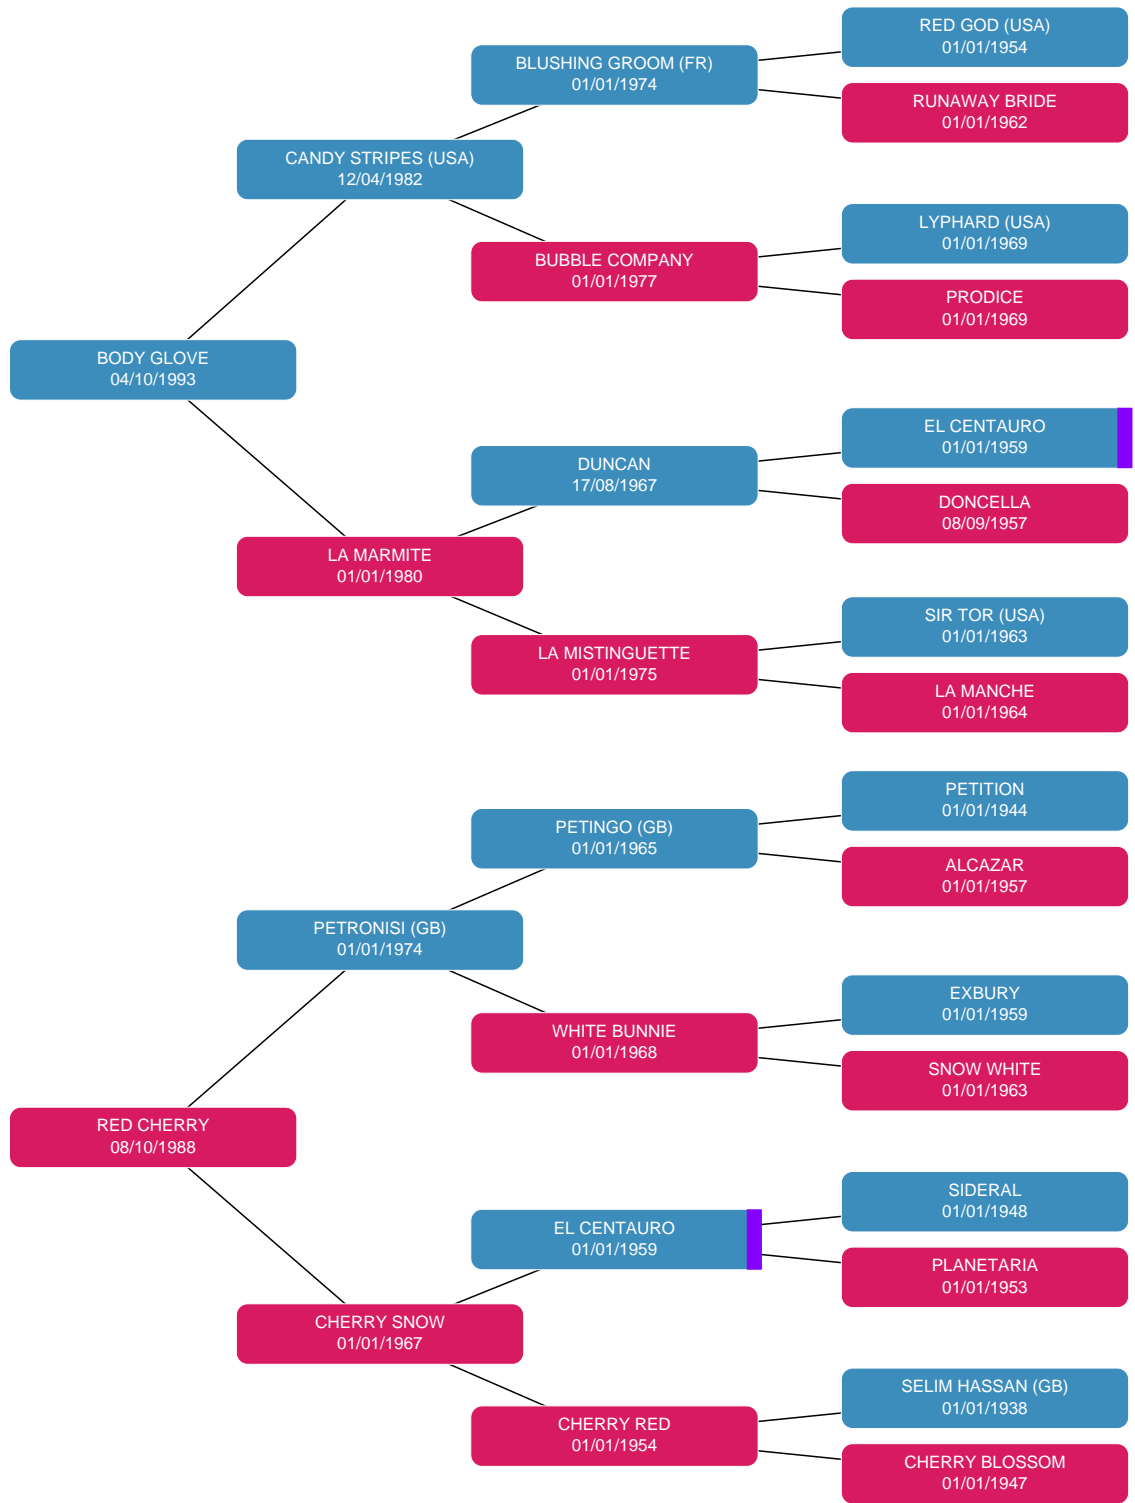 RED GOD (USA)
01/01/1954
BLUSHING GROOM (FR)
01/01/1974
RUNAWAY BRIDE
01/01/1962
CANDY STRIPES (USA)
12/04/1982
LYPHARD (USA)
01/01/1969
BUBBLE COMPANY
01/01/1977
PRODICE
01/01/1969
BODY GLOVE
04/10/1993
EL CENTAURO
01/01/1959
DUNCAN
17/08/1967
DONCELLA
08/09/1957
LA MARMITE
01/01/1980
SIR TOR (USA)
01/01/1963
LA MISTINGUETTE
01/01/1975
LA MANCHE
01/01/1964
PETITION
01/01/1944
PETINGO (GB)
01/01/1965
ALCAZAR
01/01/1957
PETRONISI (GB)
01/01/1974
EXBURY
01/01/1959
WHITE BUNNIE
01/01/1968
SNOW WHITE
01/01/1963
RED CHERRY
08/10/1988
SIDERAL
01/01/1948
EL CENTAURO
01/01/1959
PLANETARIA
01/01/1953
CHERRY SNOW
01/01/1967
SELIM HASSAN (GB)
01/01/1938
CHERRY RED
01/01/1954
CHERRY BLOSSOM
01/01/1947